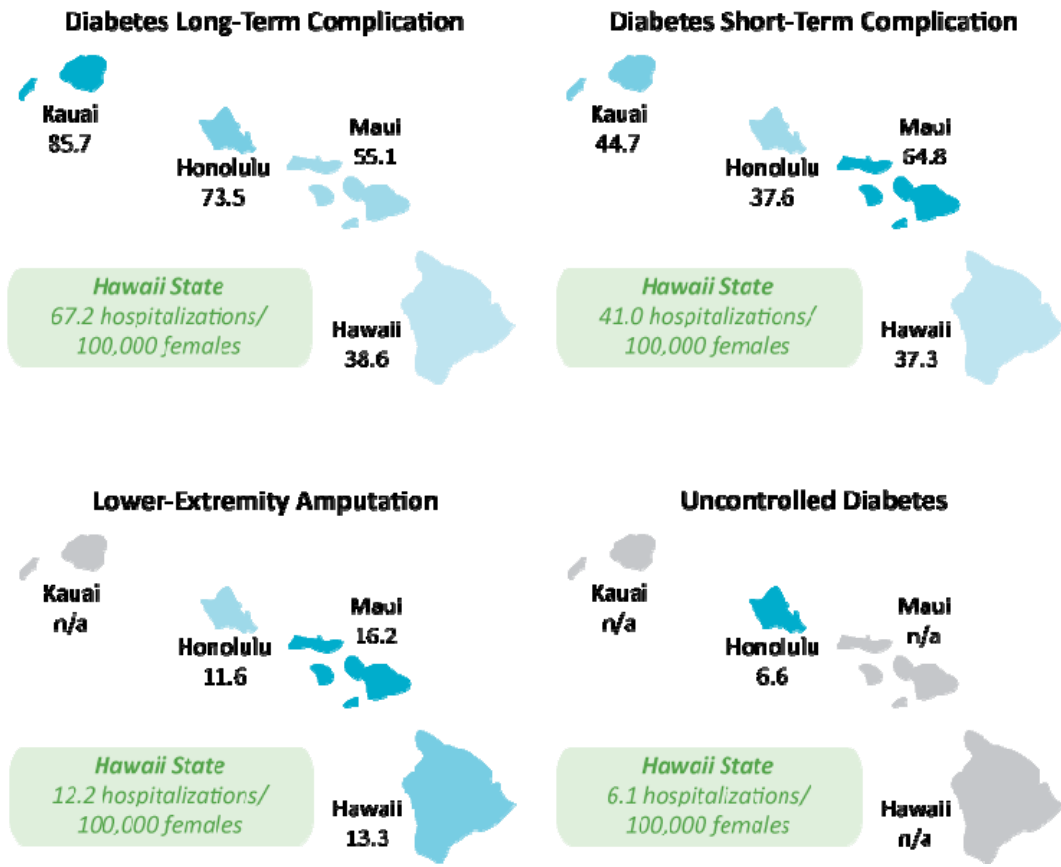 Diabetes Long-Term Complication
Kauai
85.7
Honolulu
73.5
Maui
55.1
Hawaii State
67.2 hospitalizations/
100,000 females
Hawaii
38.6
Diabetes Short-Term Complication
Kauai
44.7
Honolulu
37.6
Maui
64.8
Hawaii State
41.0 hospitalizations/
100,000 females
Hawaii
37.3
Lower-Extremity Amputation
Kauai
n/a
Honolulu
11.6
Maui
16.2
Hawaii State
12.2 hospitalizations/
100,000 females
Hawaii
13.3
Uncontrolled Diabetes
Kauai
n/a
Honolulu
6.6
Maui
n/a
Hawaii State
6.1 hospitalizations/
100,000 females
Hawaii
n/a